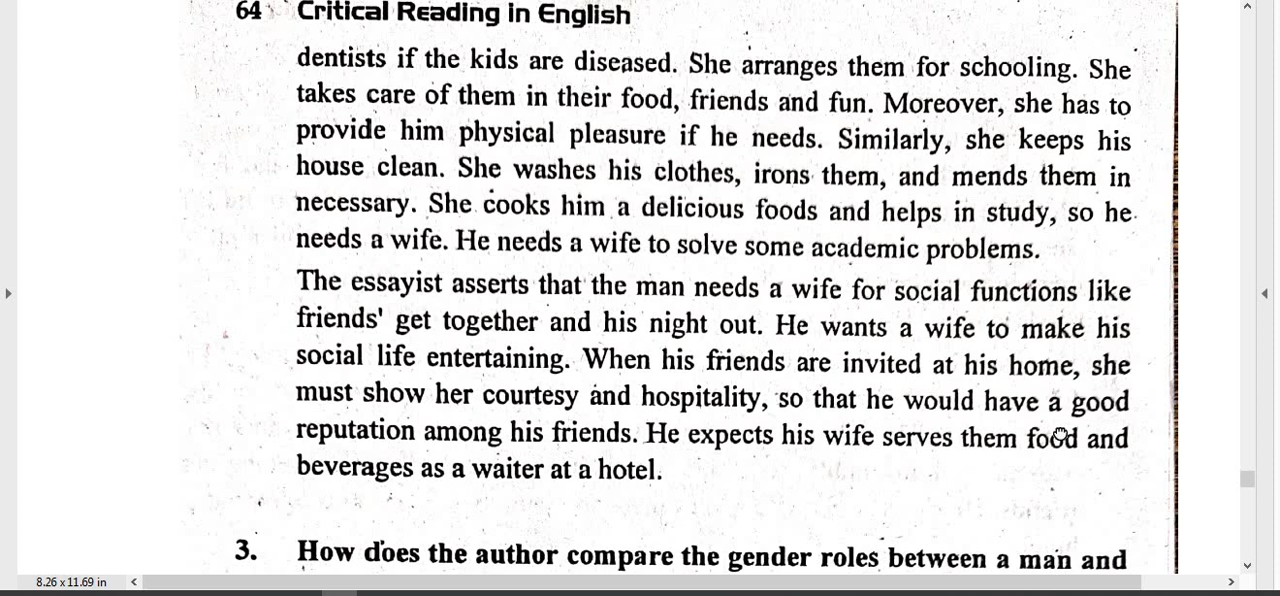 64 Critical Reading in English
dentists if the kids are diseased. She arranges them for schooling. She
takes care of them in their food, friends and fun. Moreover, she has to
provide him physical pleasure if he needs. Similarly, she keeps his
house clean. She washes his clothes, irons them, and mends them in
necessary. She cooks him a delicious foods and helps in study, so he
needs a wife. He needs a wife to solve some academic problems.
The essayist asserts that the man needs a wife for social functions like
friends' get together and his night out. He wants a wife to make his
social life entertaining. When his friends are invited at his home, she
must show her courtesy and hospitality, so that he would have a good
reputation among his friends. He expects his wife serves them food and
beverages as a waiter at a hotel.
3. How does the author compare the gender roles between a man and
8.26 x 11.69 in